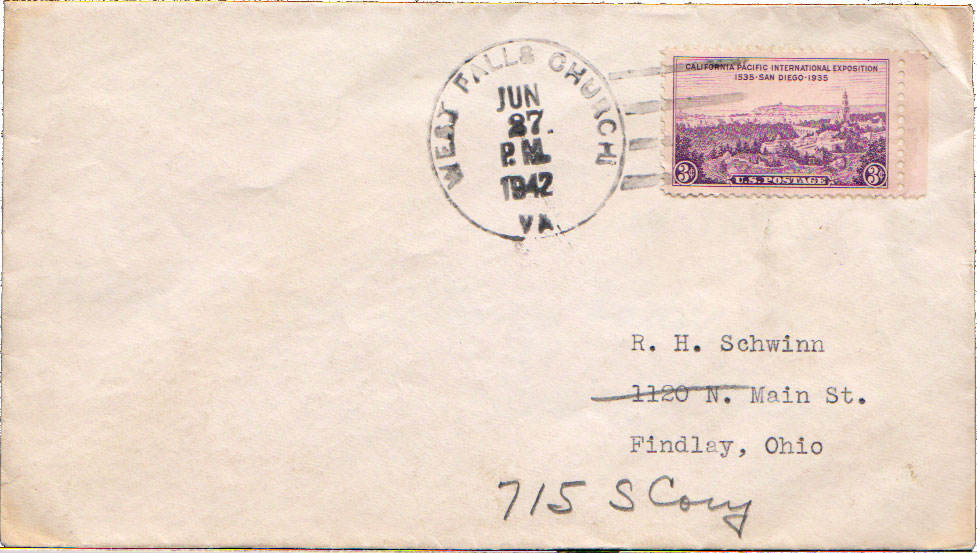 WEST FALLS CHURCH
JUN
27
P.M.
1942
VA.
CALIFORNIA PACIFIC INTERNATIONAL EXPOSITION
1535-SAN DIEGO-1935
3¢ U.S. POSTAGE 3¢
R. H. Schwinn
1120 N. Main St.
Findlay, Ohio
715 S Cory